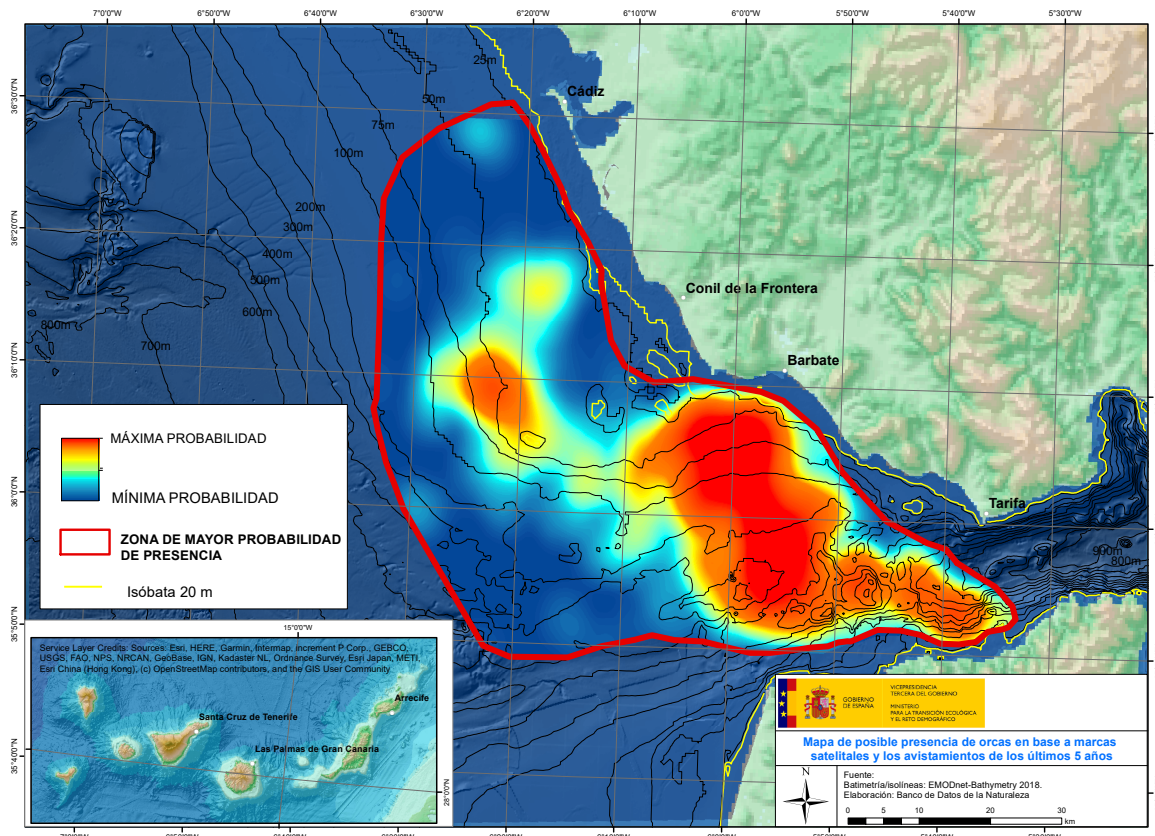 7°0'0"W
6°50'0"W
6°40'0"W
6°30'0"W
6°20'0"W
6°10'0"W
6°0'0"W
5°50'0"W
5°40'0"W
5°30'0"W
36°30'0"N
36°20'0"N
36°10'0"N
36°0'0"N
35°50'0"N
35°40'0"N
25m
50m
75m
100m
200m
300m
400m
500m
600m
700m
800m
Cádiz
Conil de la Frontera
Barbate
Tarifa
900m
800m
MÁXIMA PROBABILIDAD
MÍNIMA PROBABILIDAD
ZONA DE MAYOR PROBABILIDAD
DE PRESENCIA
Isóbata 20 m
15°0'0"W
Service Layer Credits: Sources: Esri, HERE, Garmin, Intermap, increment P Corp., GEBCO,
USGS, FAO, NPS, NRCAN, GeoBase, IGN, Kadaster NL, Ordnance Survey, Esri Japan, METI,
Esri China (Hong Kong), (c) OpenStreetMap contributors, and the GIS User Community
Arrecife
Santa Cruz de Tenerife
Las Palmas de Gran Canaria
28°0'0"N
GOBIERNO
DE ESPAÑA
VICEPRESIDENCIA
TERCERA DEL GOBIERNO
MINISTERIO
PARA LA TRANSICIÓN ECOLÓGICA
Y EL RETO DEMOGRÁFICO
Mapa de posible presencia de orcas en base a marcas
satelitales y los avistamientos de los últimos 5 años
N
Fuente:
Batimetría/isolíneas: EMODnet-Bathymetry 2018.
Elaboración: Banco de Datos de la Naturaleza
0 5 10 20 30
km